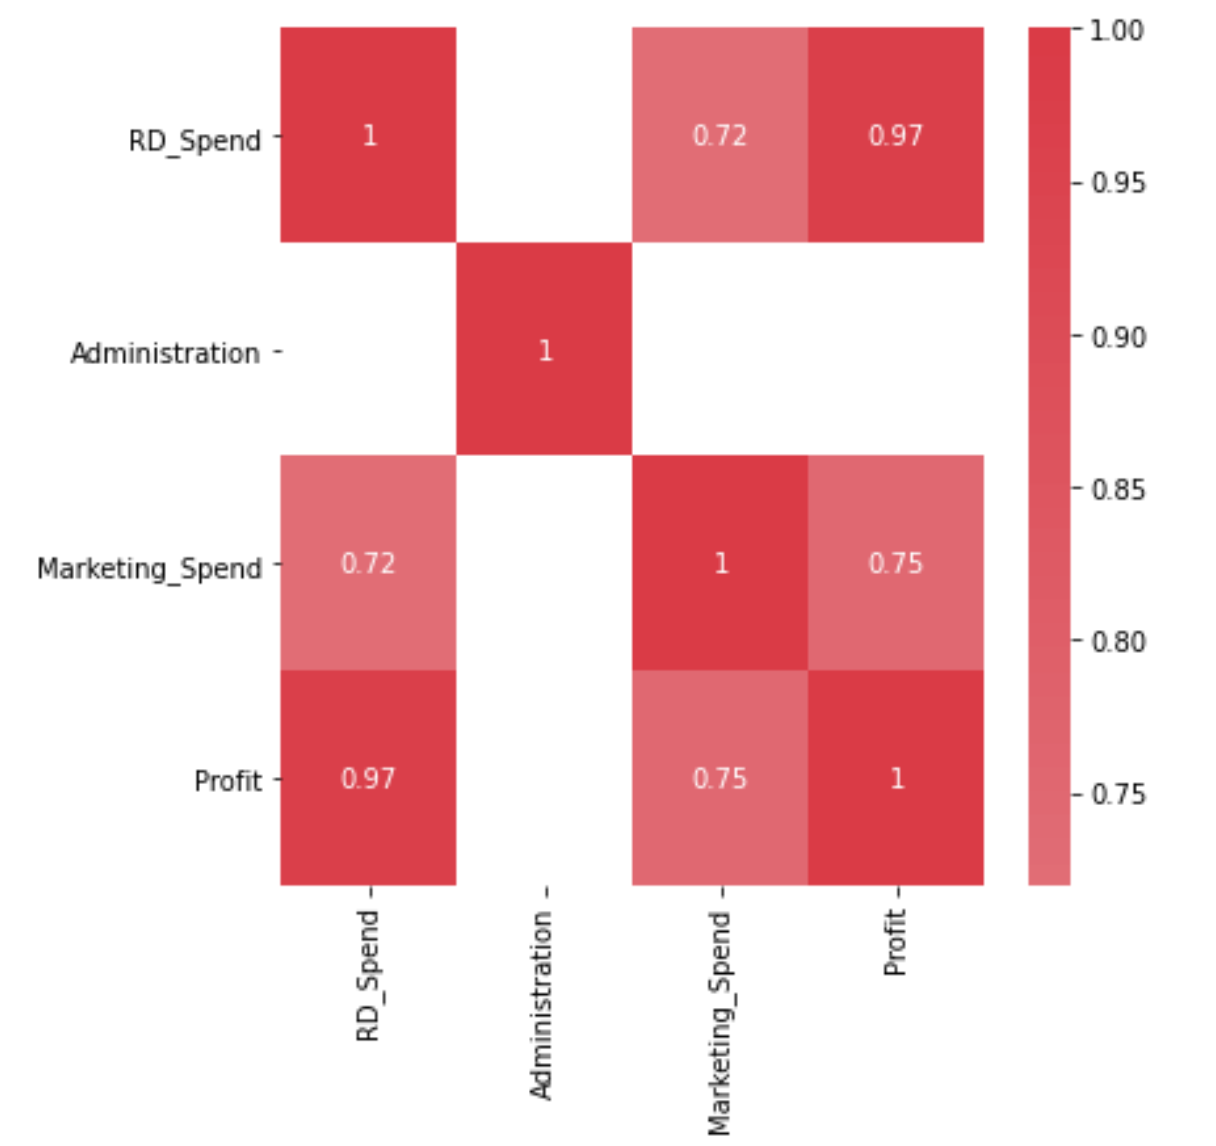 1.00
RD_Spend 1 0.72 0.97
0.95
0.90
Administration 1
0.85
Marketing_Spend 0.72 1 0.75
0.80
Profit 0.97 0.75 1
0.75
RD_Spend
Administration
Marketing_Spend
Profit